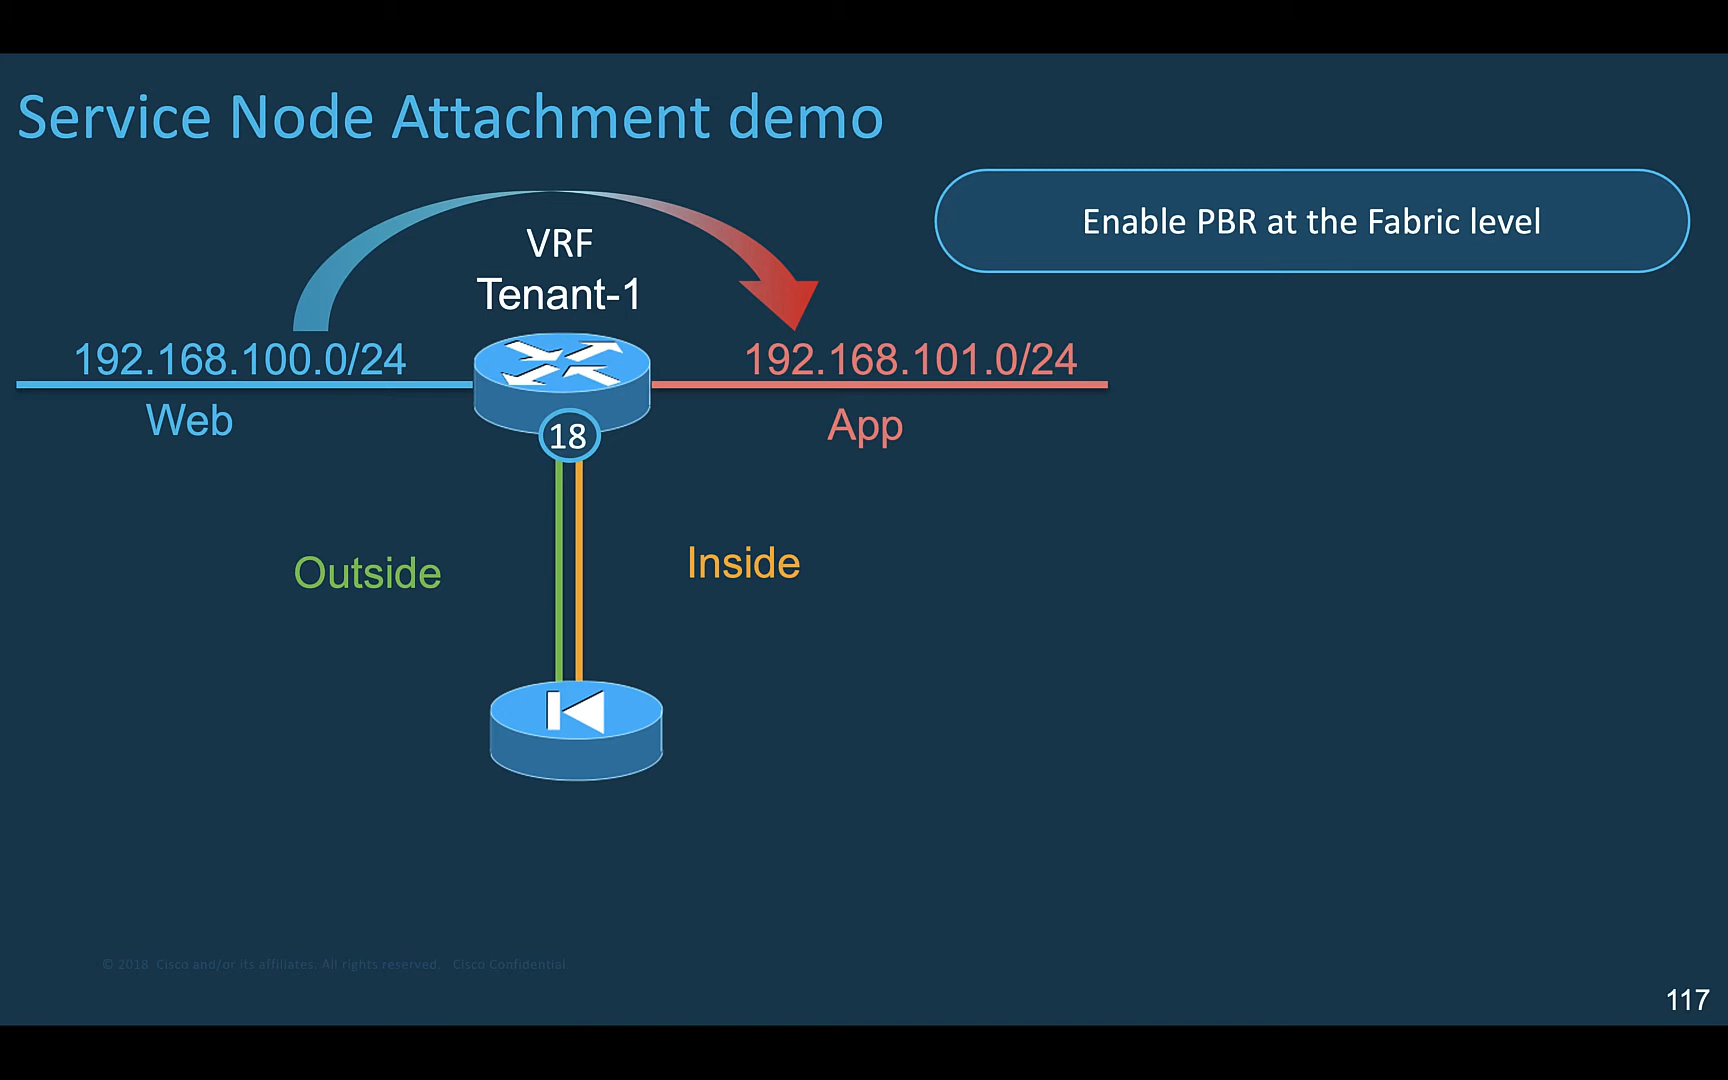 Service Node Attachment demo
Enable PBR at the Fabric level
VRF
Tenant-1
192.168.100.0/24
192.168.101.0/24
Web
App
18
Outside
Inside
© 2018 Cisco and/or its affiliates. All rights reserved. Cisco Confidential
117